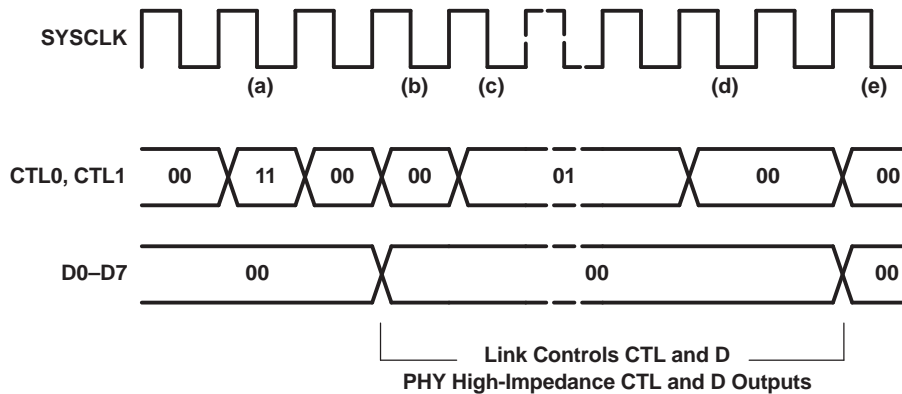 SYSCLK
(a) (b) (c) (d) (e)
CTL0, CTL1 00 11 00 00 01 00 00
D0–D7 00 00 00
Link Controls CTL and D
PHY High-Impedance CTL and D Outputs